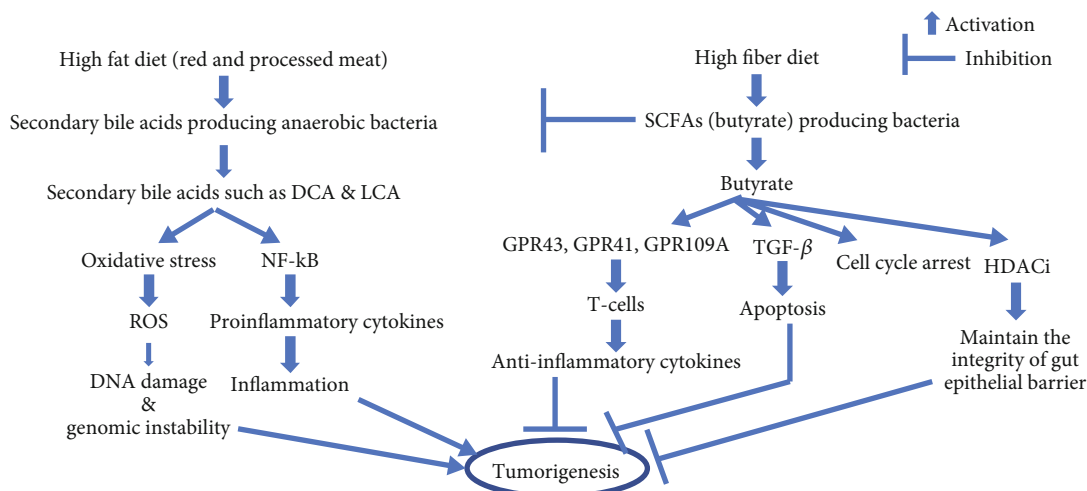 Activation
Inhibition
High fat diet (red and processed meat)
Secondary bile acids producing anaerobic bacteria
Secondary bile acids such as DCA & LCA
Oxidative stress
NF-kB
ROS
Proinflammatory cytokines
DNA damage
&
genomic instability
Inflammation
High fiber diet
SCFAs (butyrate) producing bacteria
Butyrate
GPR43, GPR41, GPR109A
TGF-β
Cell cycle arrest
HDACi
T-cells
Apoptosis
Anti-inflammatory cytokines
Maintain the
integrity of gut
epithelial barrier
Tumorigenesis